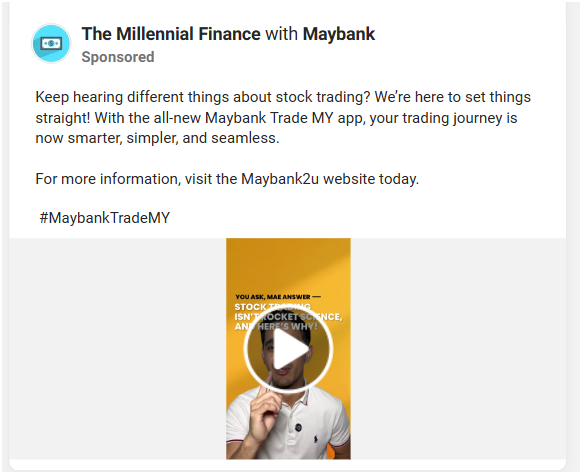 The Millennial Finance with Maybank
Sponsored
Keep hearing different things about stock trading? We’re here to set things
straight! With the all-new Maybank Trade MY app, your trading journey is
now smarter, simpler, and seamless.
For more information, visit the Maybank2u website today.
#MaybankTradeMY
YOU ASK, MAE ANSWER —
STOCK TRADING
ISN'T ROCKET SCIENCE,
AND HERE'S WHY!